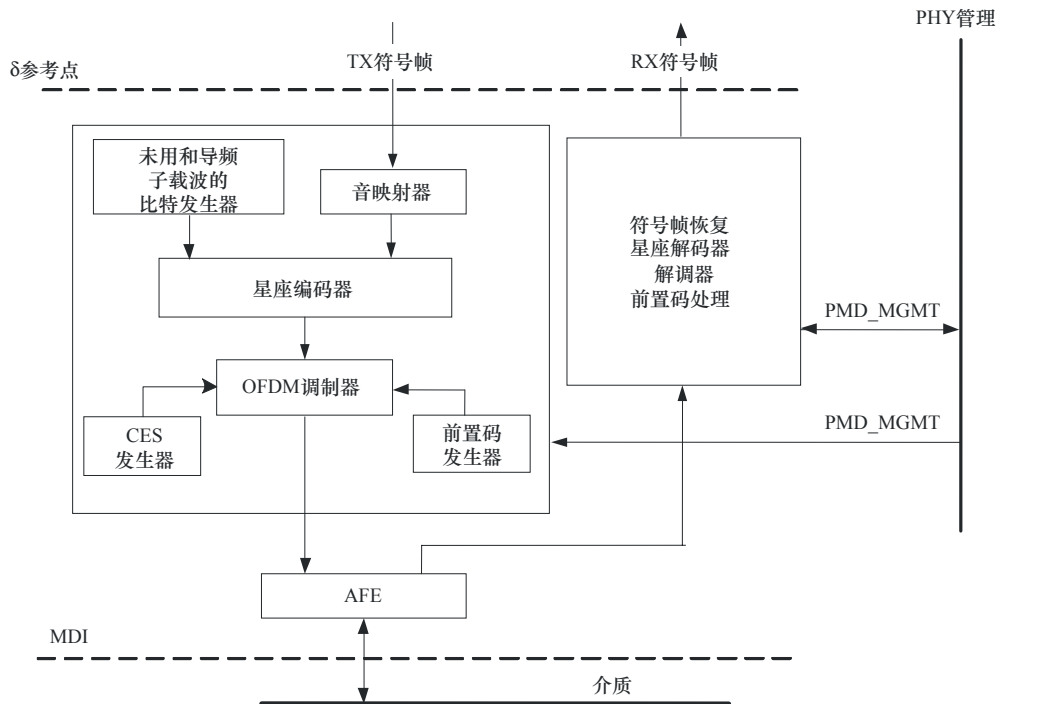 PHY管理
TX符号帧
RX符号帧
δ参考点
未用和导频
子载波的
比特发生器
音映射器
符号帧恢复
星座解码器
解调器
前置码处理
星座编码器
PMD_MGMT
OFDM调制器
PMD_MGMT
CES
发生器
前置码
发生器
AFE
MDI
介质